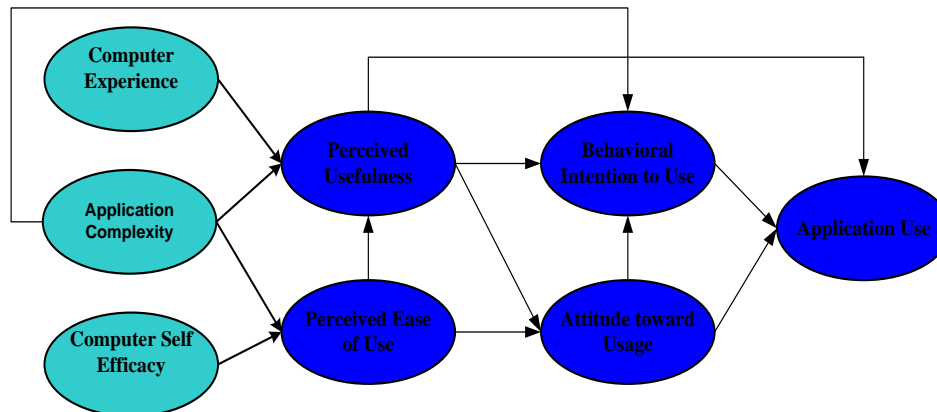 Computer
Experience
Perceived
Usefulness
Behavioral
Intention to Use
Application
Complexity
Application Use
Computer Self
Efficacy
Perceived Ease
of Use
Attitude toward
Usage